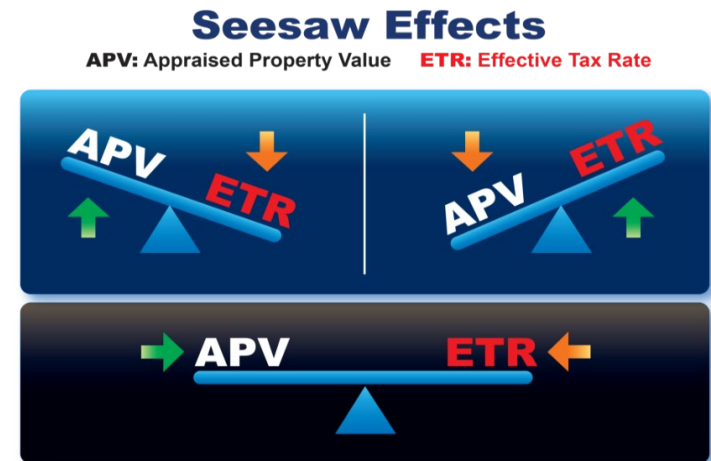 Seesaw Effects
APV: Appraised Property Value ETR: Effective Tax Rate
APV
ETR
APV
ETR
APV ETR